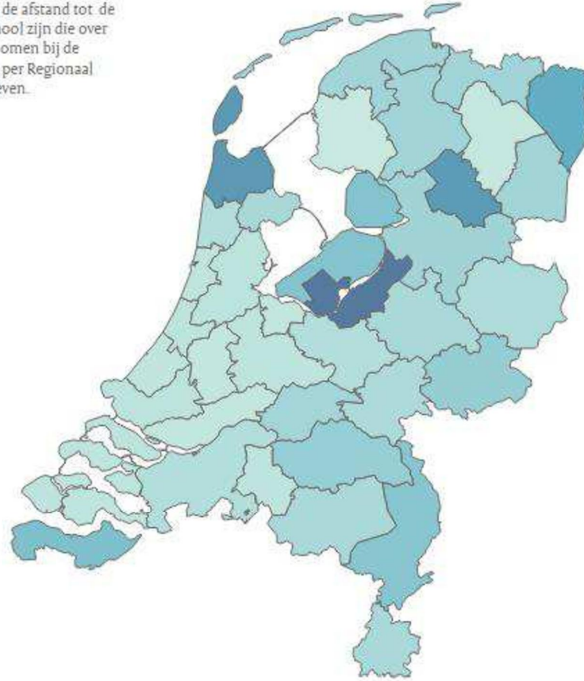 de afstand tot de
ool zijn die over
omen bij de
per Regionaal
even.